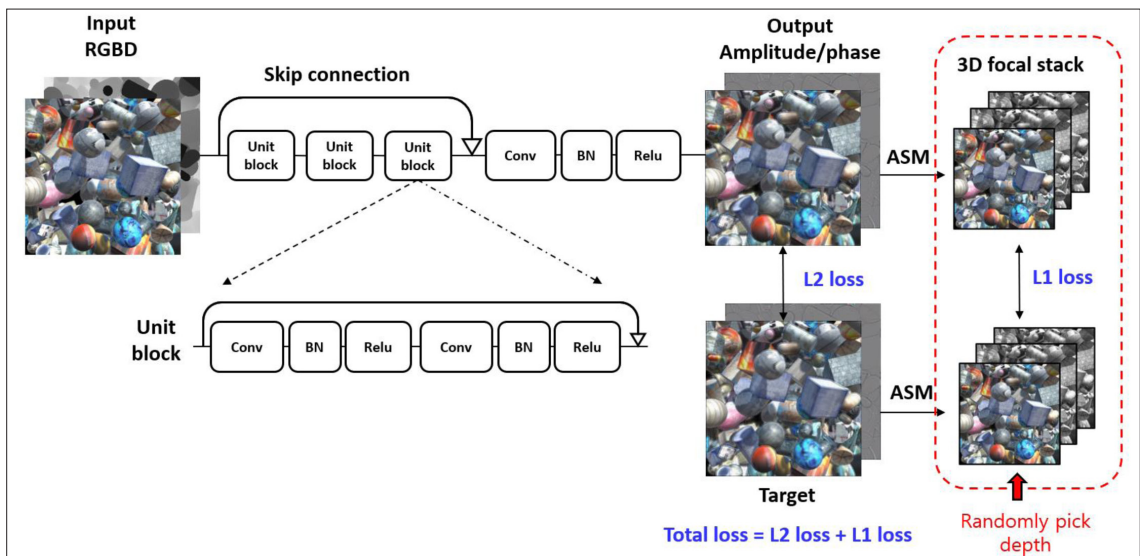 Input
RGBD
Skip connection
Unit
block
Unit
block
Unit
block
Conv
BN
Relu
Output
Amplitude/phase
ASM
3D focal stack
L2 loss
L1 loss
Unit
block
Conv
BN
Relu
Conv
BN
Relu
ASM
Target
Total loss = L2 loss + L1 loss
Randomly pick
depth